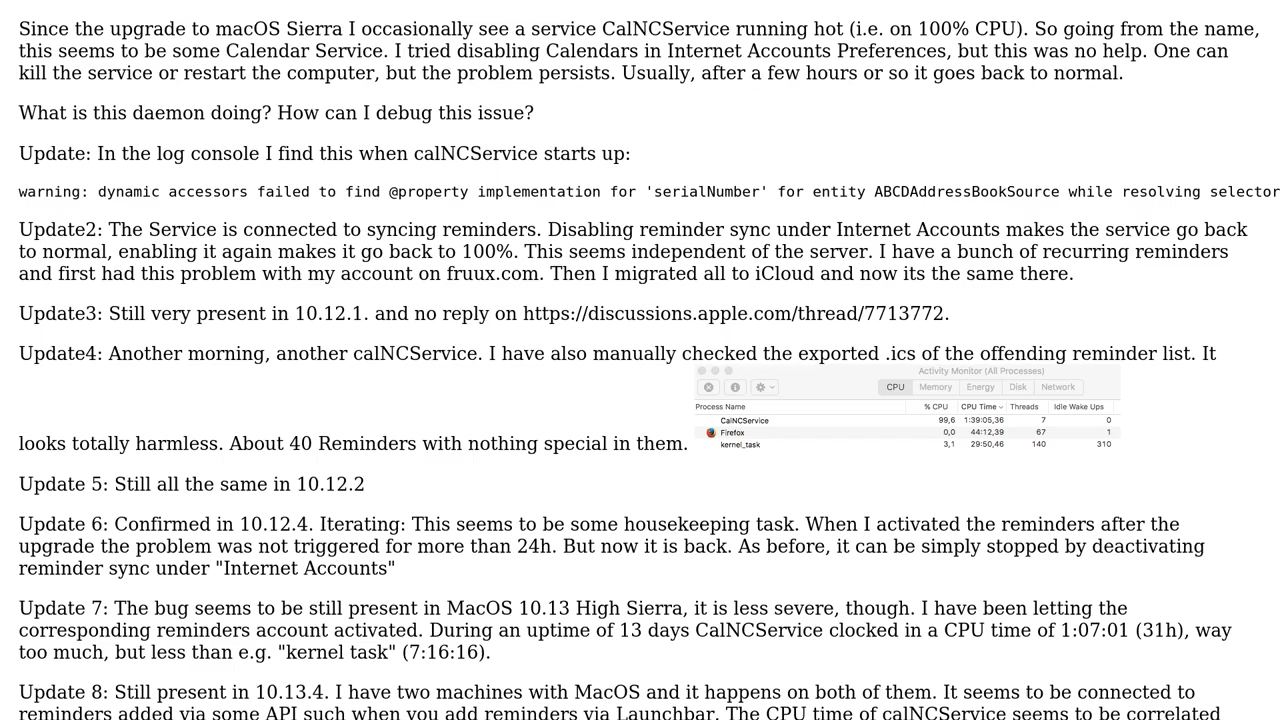 Since the upgrade to macOS Sierra I occasionally see a service CalNCService running hot (i.e. on 100% CPU). So going from the name,
this seems to be some Calendar Service. I tried disabling Calendars in Internet Accounts Preferences, but this was no help. One can
kill the service or restart the computer, but the problem persists. Usually, after a few hours or so it goes back to normal.
What is this daemon doing? How can I debug this issue?
Update: In the log console I find this when calNCService starts up:
warning: dynamic accessors failed to find @property implementation for 'serialNumber' for entity ABCDAddressBookSource while resolving selector
Update2: The Service is connected to syncing reminders. Disabling reminder sync under Internet Accounts makes the service go back
to normal, enabling it again makes it go back to 100%. This seems independent of the server. I have a bunch of recurring reminders
and first had this problem with my account on fruux.com. Then I migrated all to iCloud and now its the same there.
Update3: Still very present in 10.12.1. and no reply on https://discussions.apple.com/thread/7713772.
Update4: Another morning, another calNCService. I have also manually checked the exported .ics of the offending reminder list. It
Activity Monitor (All Processes)
CPU Memory Energy Disk Network
Process Name % CPU CPU Time Threads Idle Wake Ups
CalNCService 99,6 1:39:05,36 7 0
Firefox 0,0 44:12,39 67 1
kernel_task 3,1 29:50,46 140 310
looks totally harmless. About 40 Reminders with nothing special in them.
Update 5: Still all the same in 10.12.2
Update 6: Confirmed in 10.12.4. Iterating: This seems to be some housekeeping task. When I activated the reminders after the
upgrade the problem was not triggered for more than 24h. But now it is back. As before, it can be simply stopped by deactivating
reminder sync under "Internet Accounts"
Update 7: The bug seems to be still present in MacOS 10.13 High Sierra, it is less severe, though. I have been letting the
corresponding reminders account activated. During an uptime of 13 days CalNCService clocked in a CPU time of 1:07:01 (31h), way
too much, but less than e.g. "kernel task" (7:16:16).
Update 8: Still present in 10.13.4. I have two machines with MacOS and it happens on both of them. It seems to be connected to
reminders added via some API such when you add reminders via Launchbar. The CPU time of calNCService seems to be correlated